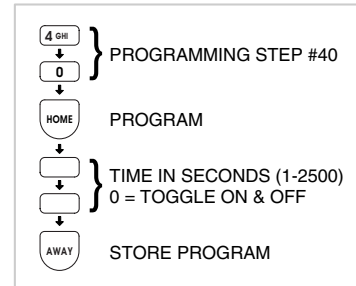 4 GHI
0
PROGRAMMING STEP #40
HOME
PROGRAM
TIME IN SECONDS (1-2500)
0 = TOGGLE ON & OFF
AWAY
STORE PROGRAM